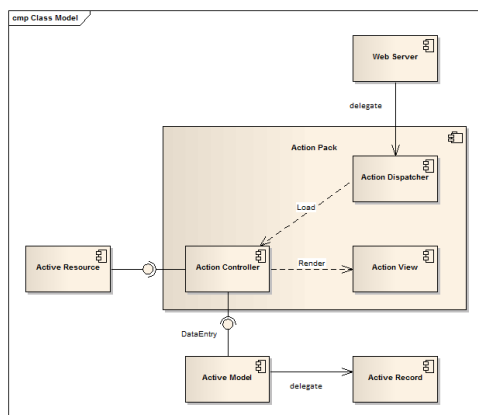 cmp Class Model
Web Server
delegate
Action Pack
Action Dispatcher
Load
Active Resource
Action Controller
Render
Action View
DataEntry
Active Model
delegate
Active Record